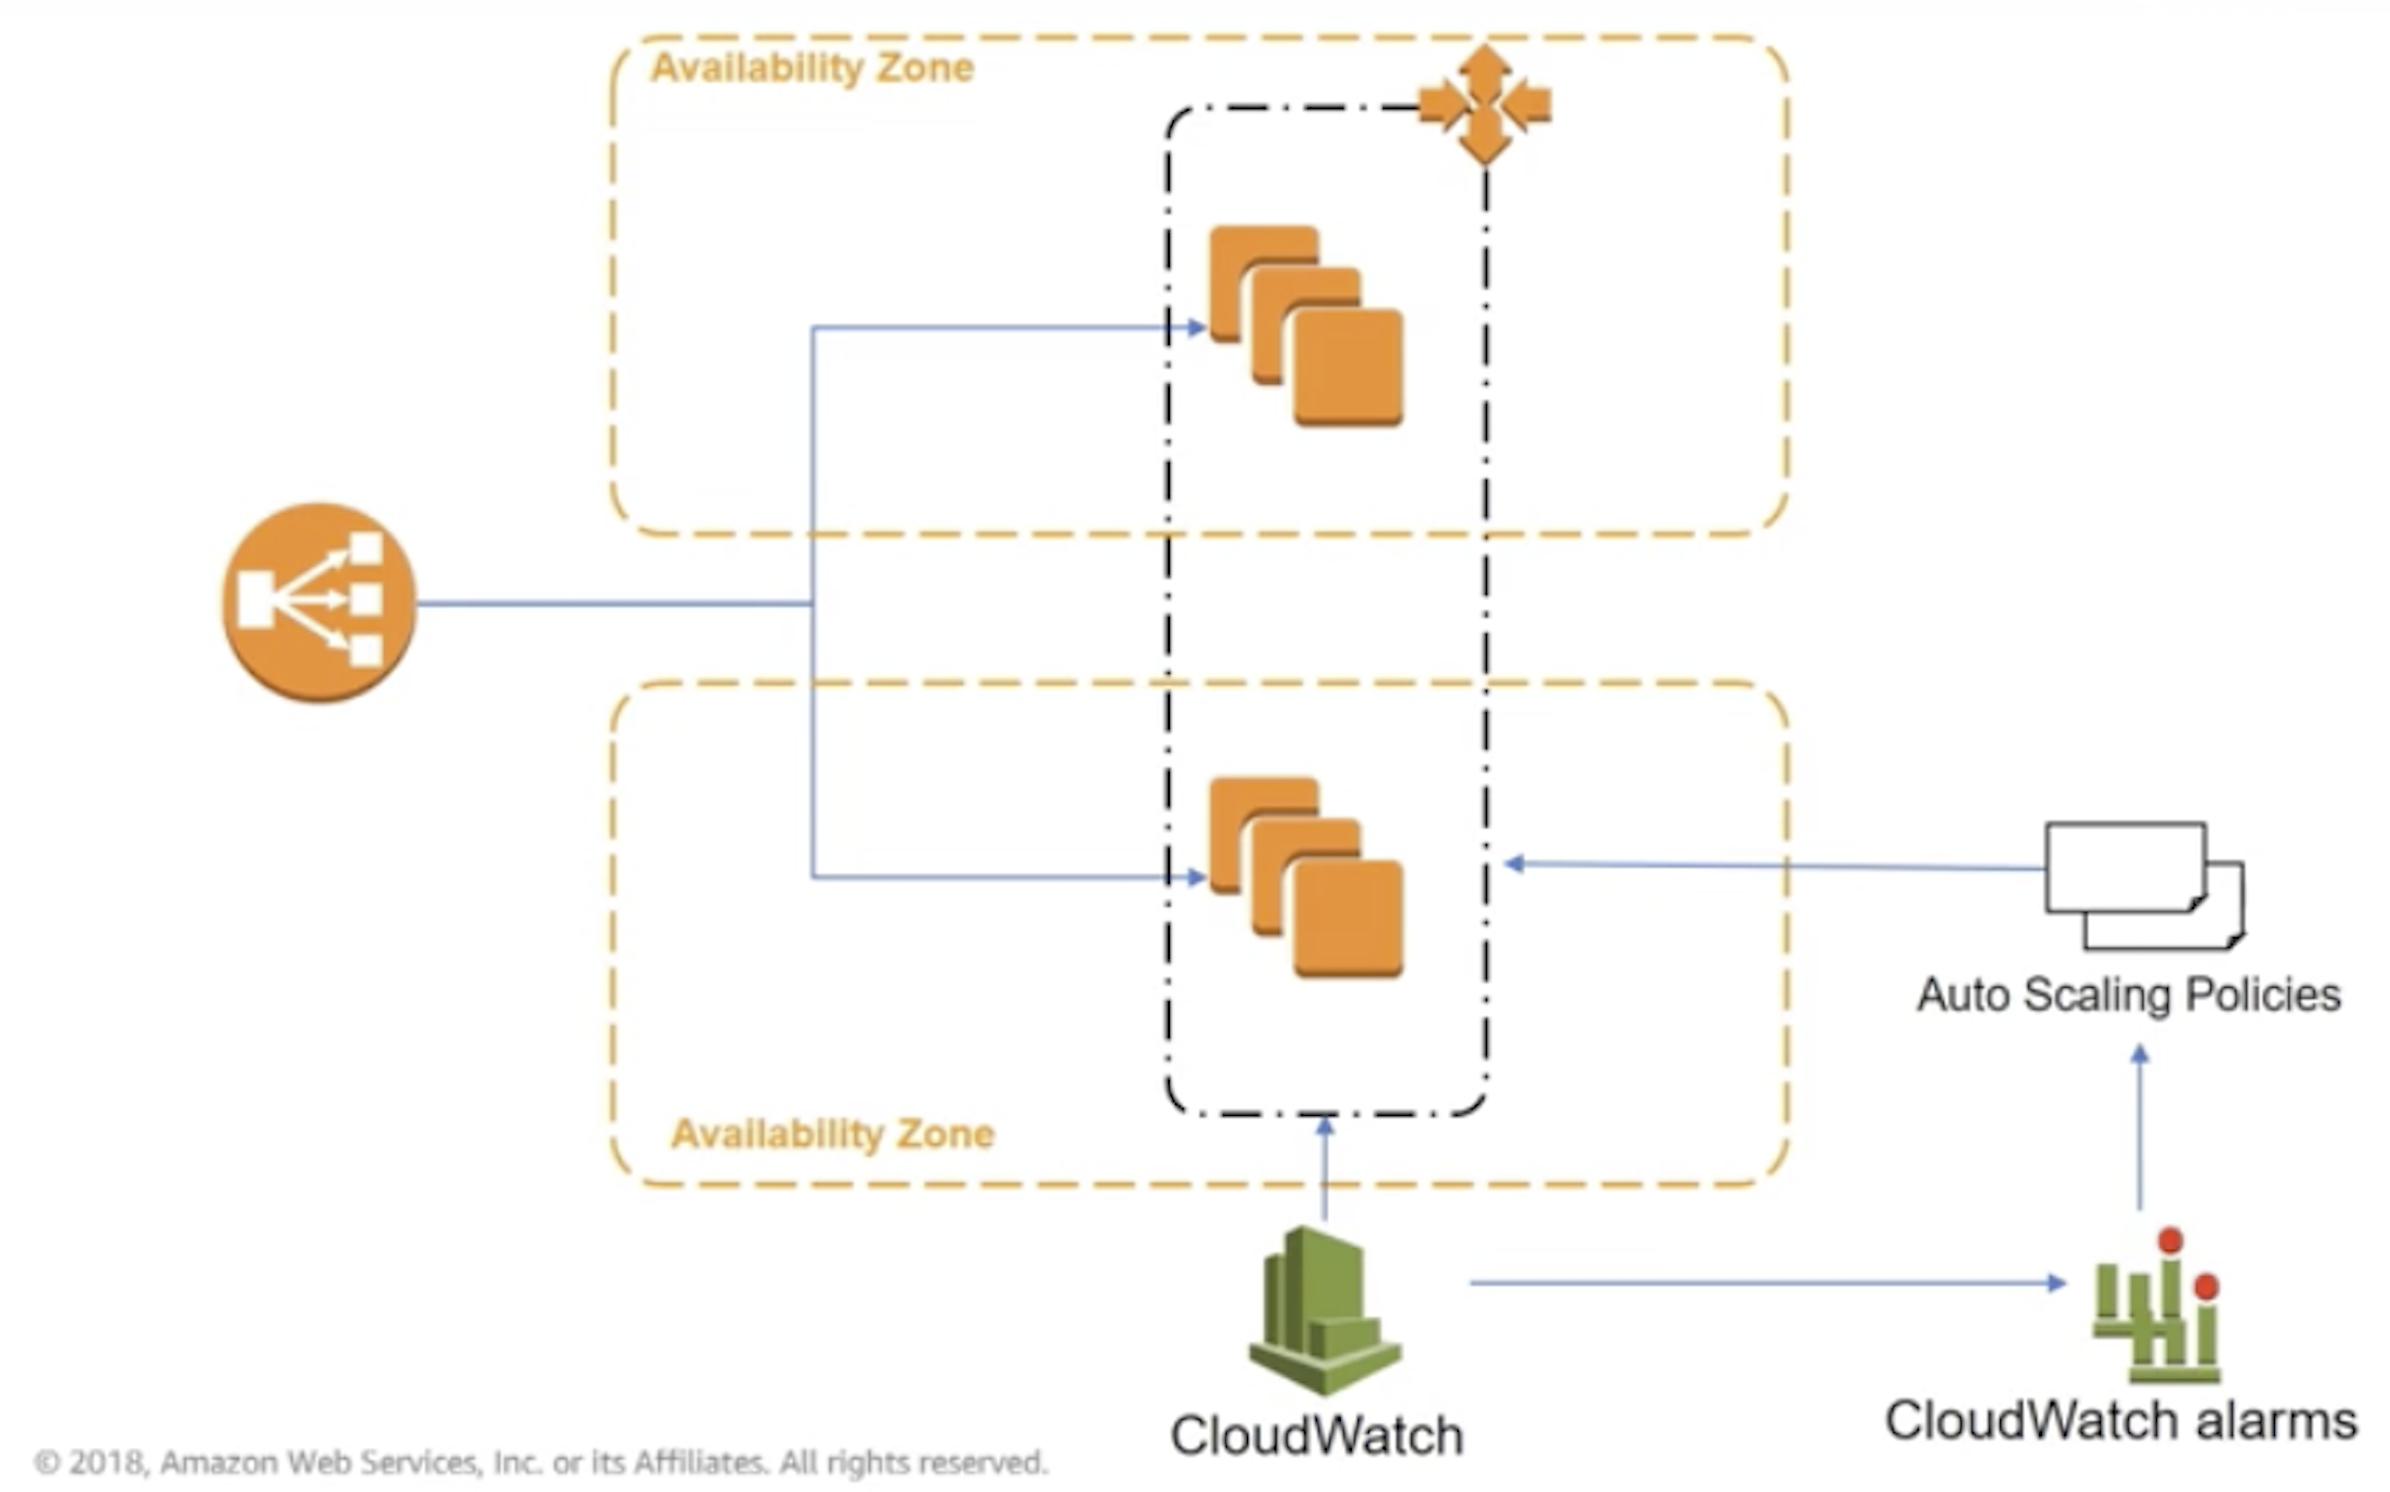 Availability Zone
Auto Scaling Policies
Availability Zone
CloudWatch
CloudWatch alarms
© 2018, Amazon Web Services, Inc. or its Affiliates. All rights reserved.